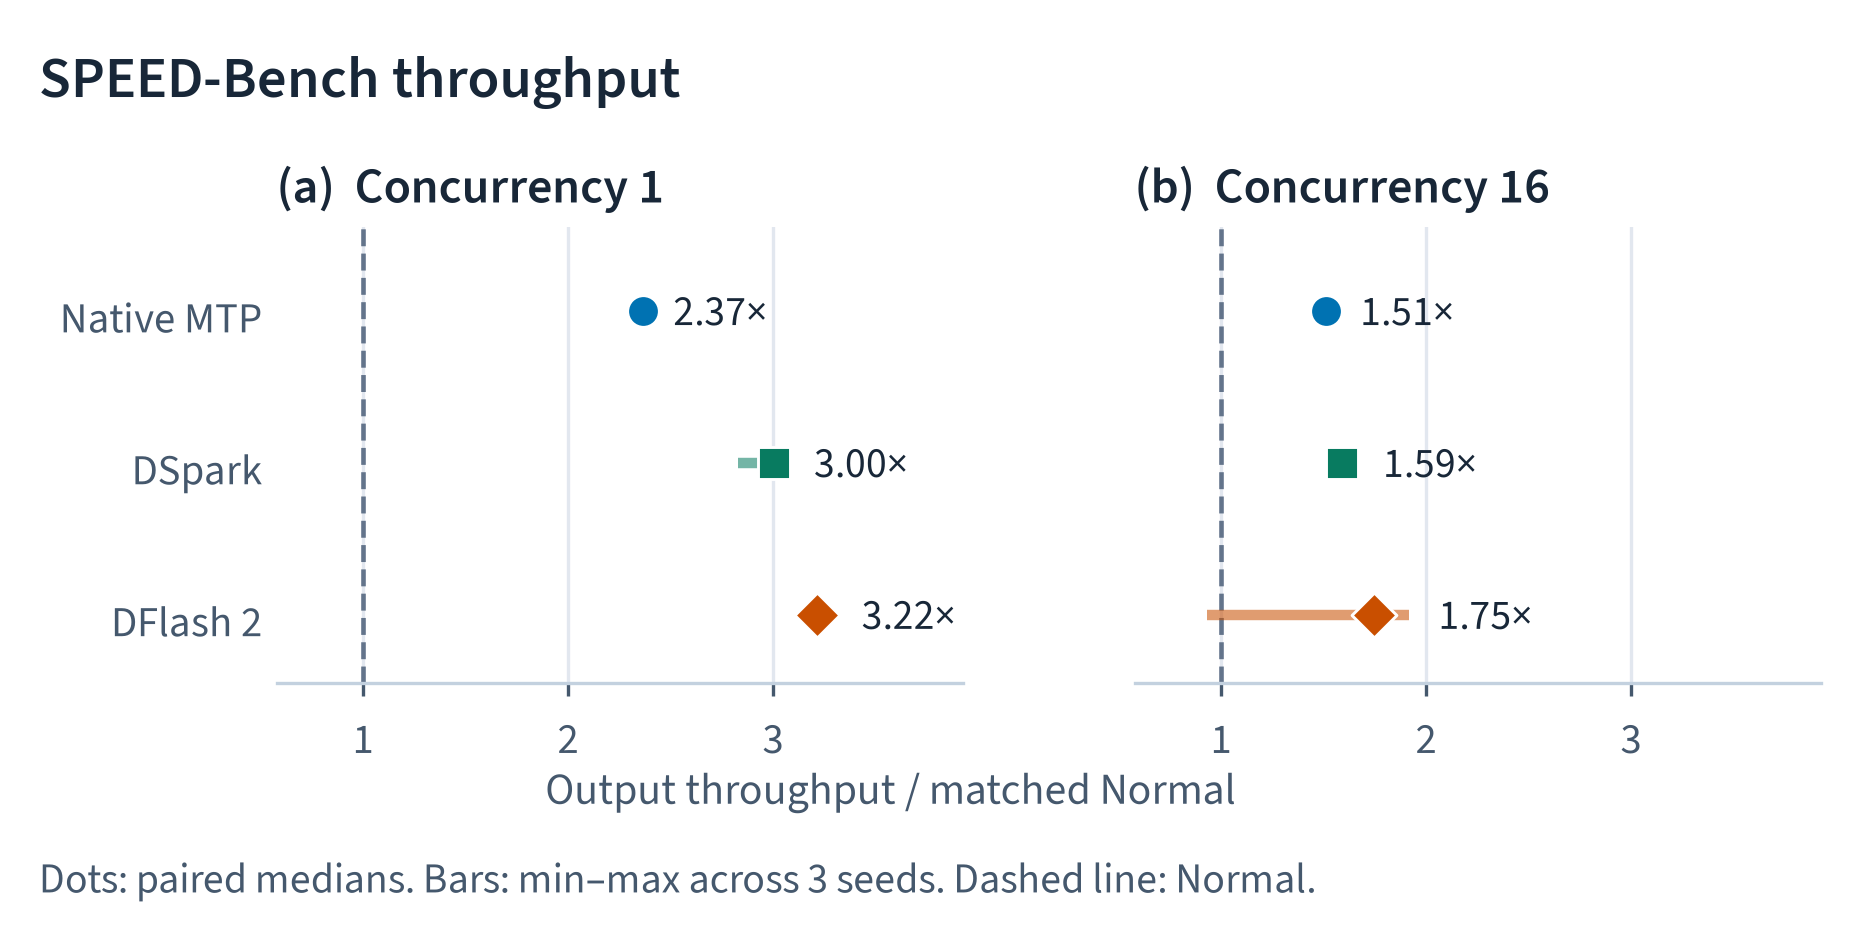 SPEED-Bench throughput
(a) Concurrency 1
(b) Concurrency 16
Native MTP
2.37×
1.51×
DSpark
3.00×
1.59×
DFlash 2
3.22×
1.75×
1 2 3
1 2 3
Output throughput / matched Normal
Dots: paired medians. Bars: min–max across 3 seeds. Dashed line: Normal.